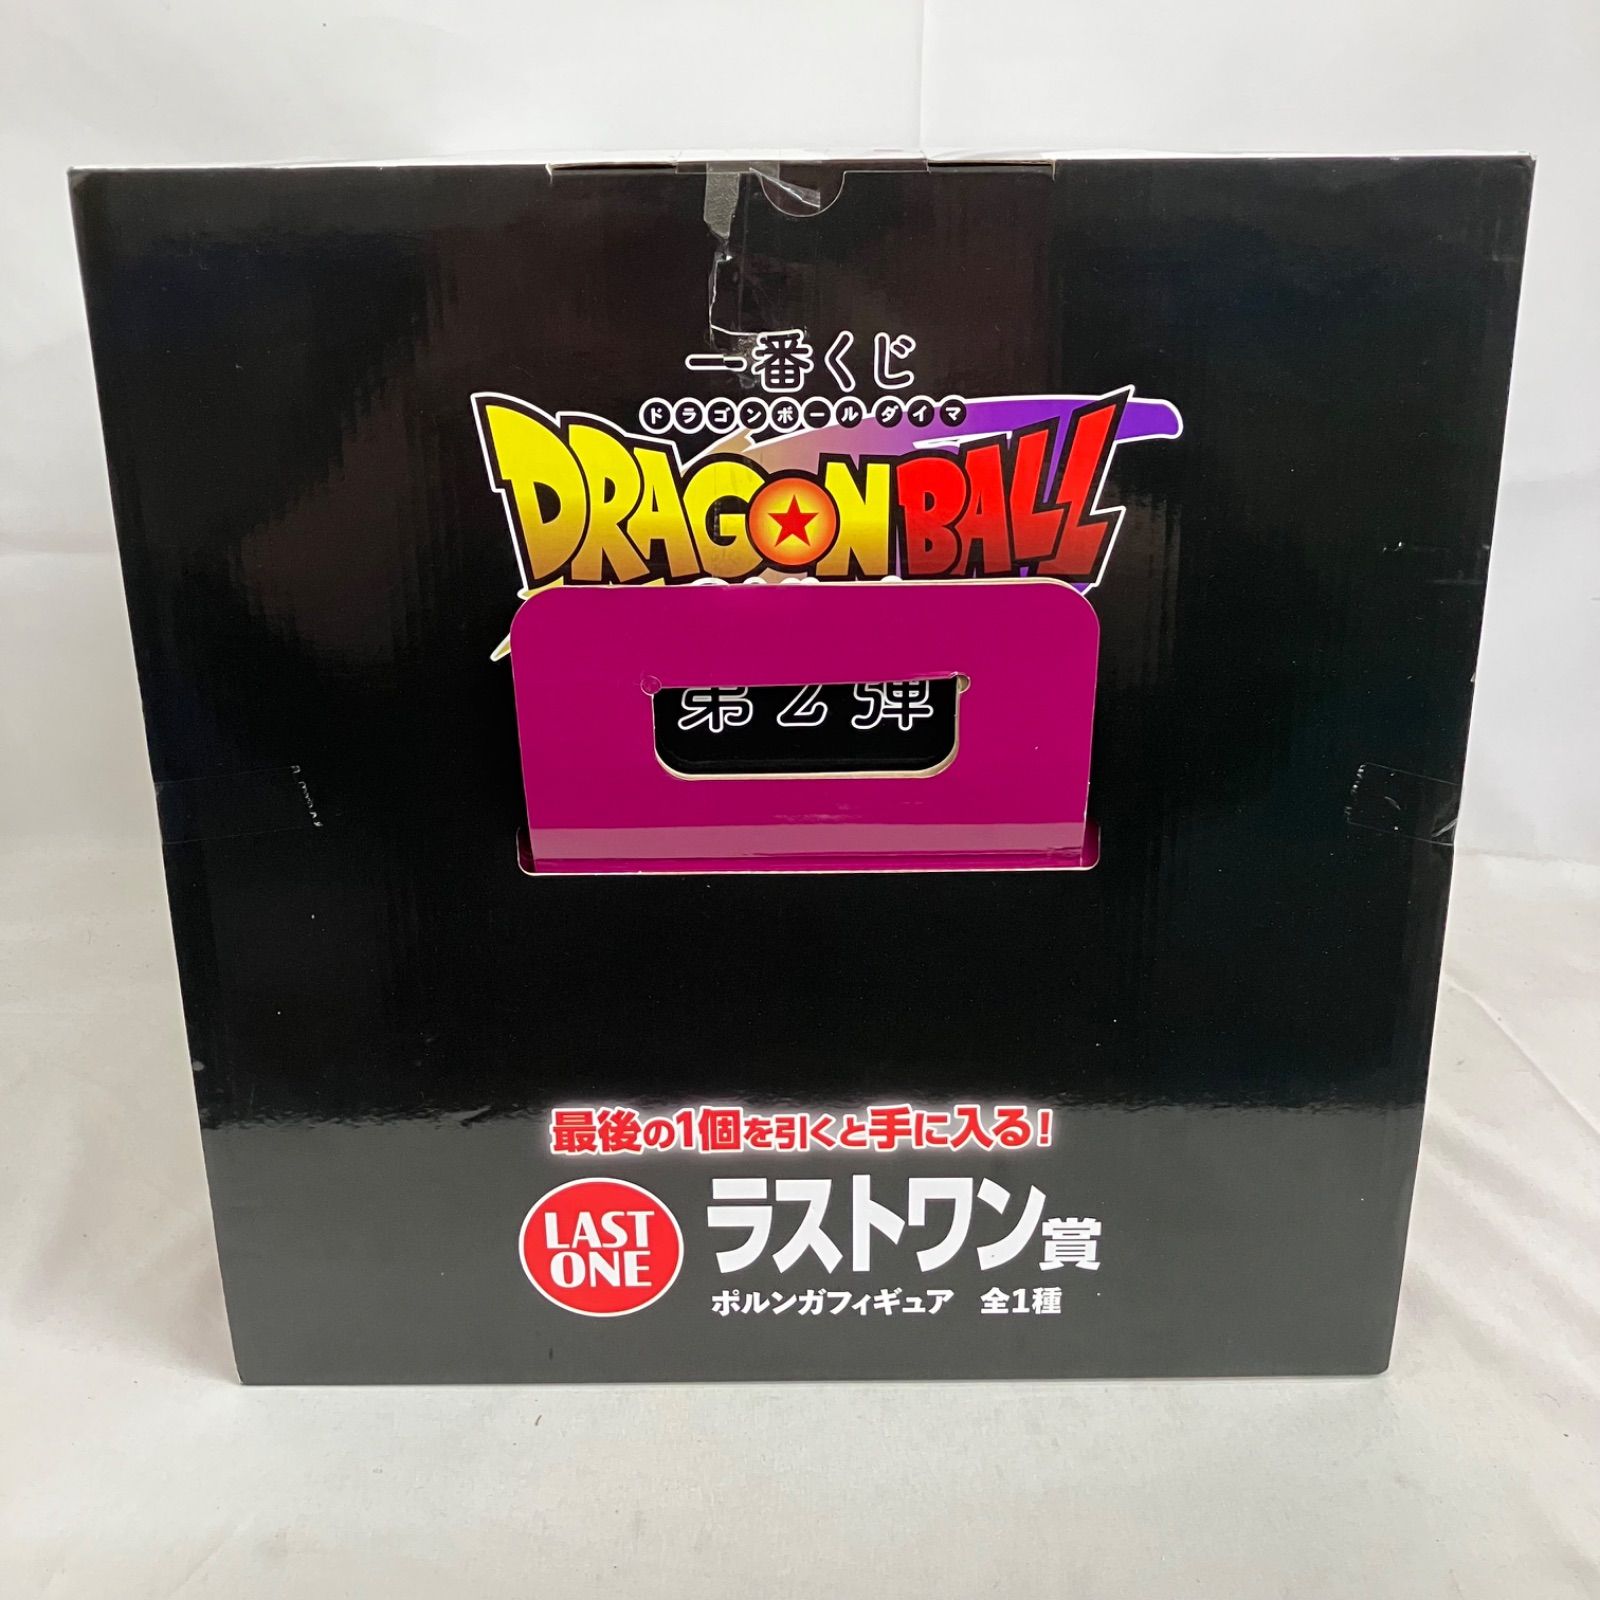 一番くじ
ドラゴンボールダイマ
DRAGON BALL
第2弾
最後の1個を引くと手に入る!
LAST ONE
ラストワン賞
ポルンガフィギュア 全1種